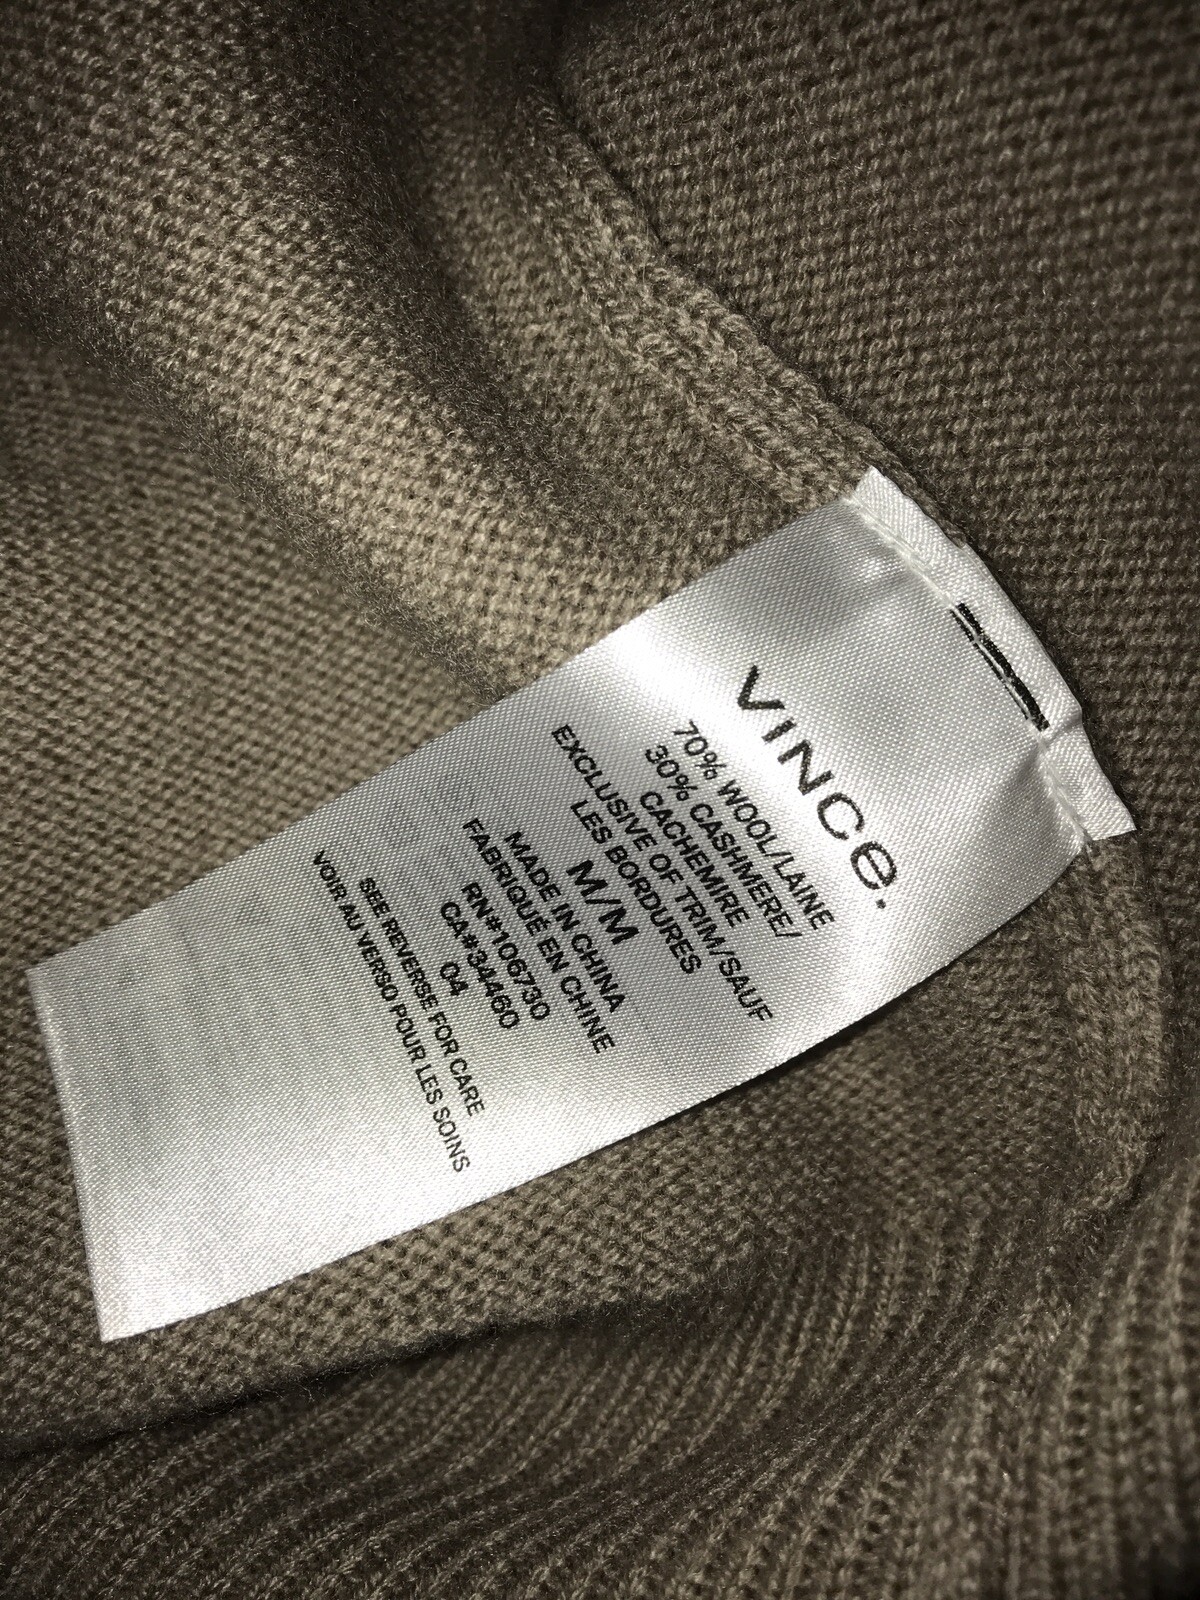 VINCE.
70% WOOL/LAINE
30% CASHMERE/
CACHEMIRE
EXCLUSIVE OF TRIM/SAUF
LES BORDURES
M/M
MADE IN CHINA
FABRIQUÉ EN CHINE
RN#106730
CA#34460
04
SEE REVERSE FOR CARE
VOIR AU VERSO POUR LES SOINS